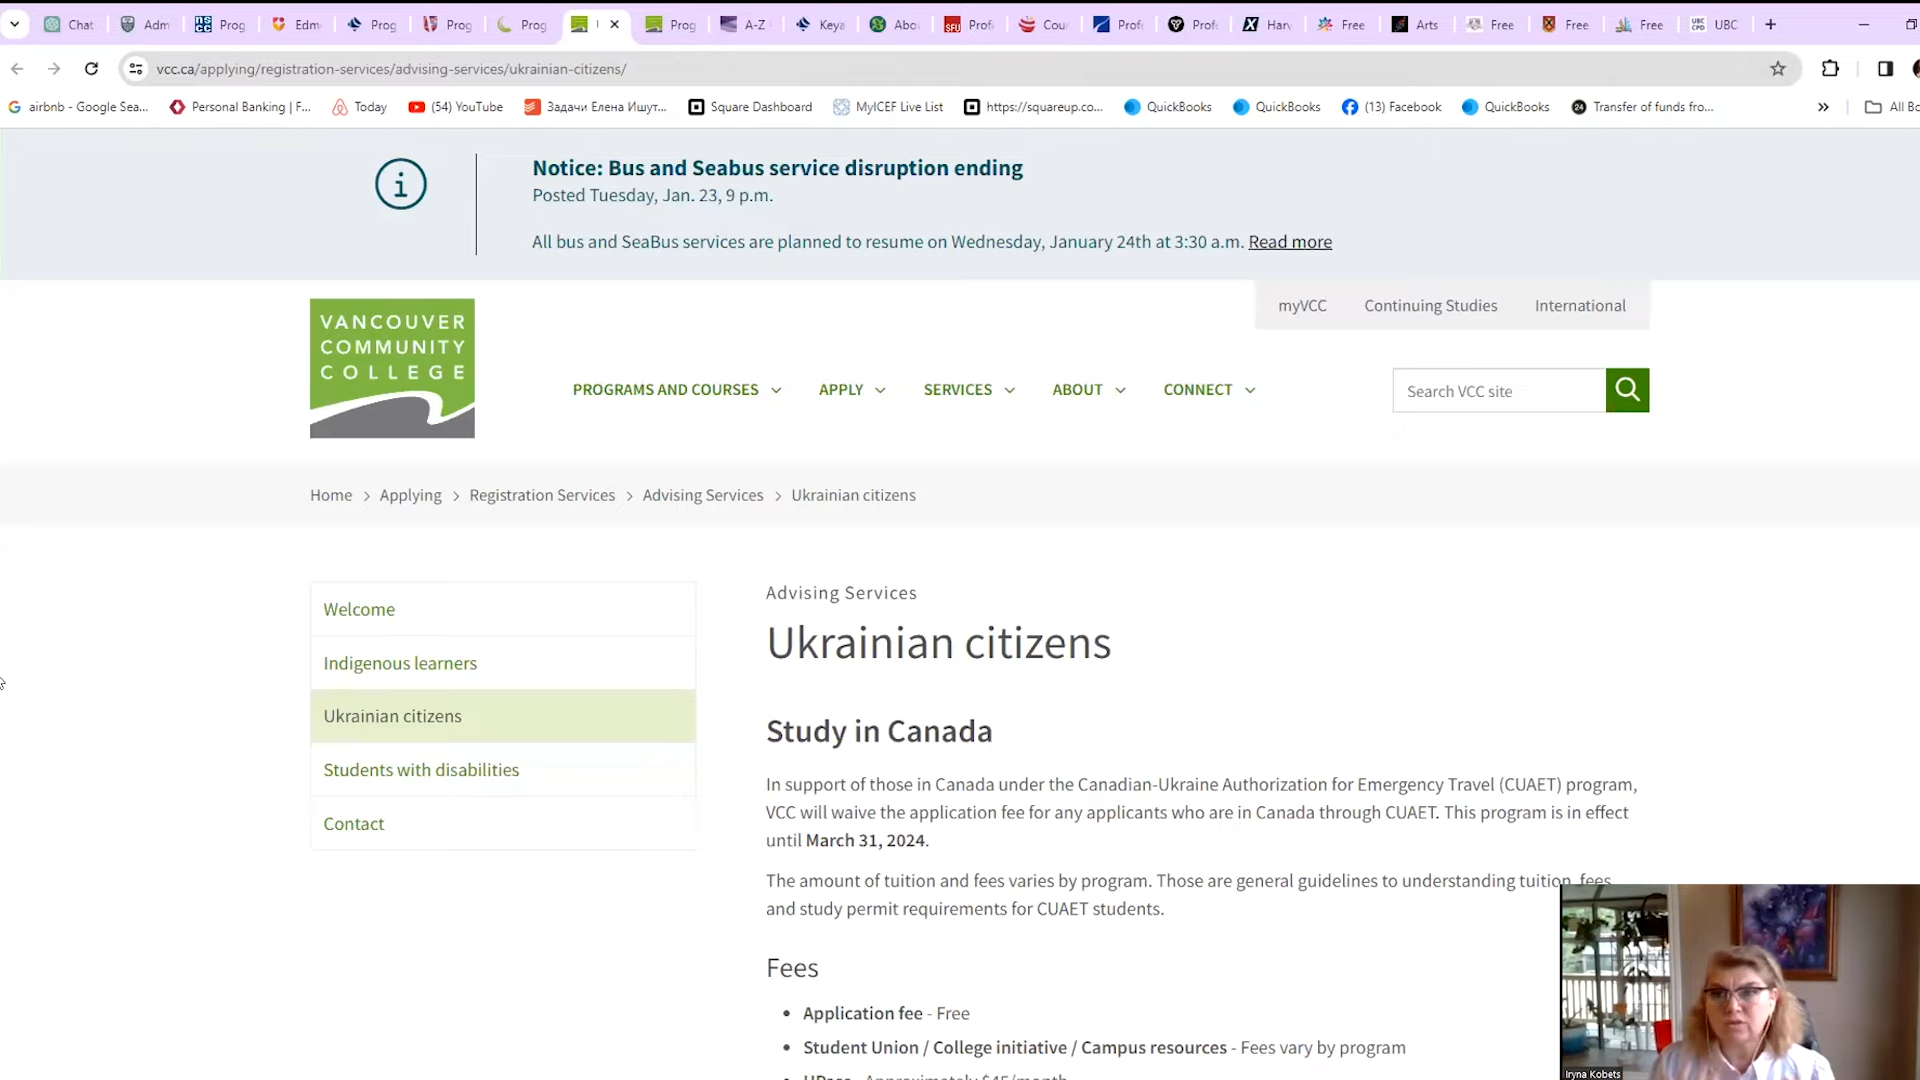 Chat
Adm
Prog
Edm
Prog
Prog
Prog
Prog
A-Z
Keya
Abo
Prof
Cou
Prof
Prof
Harv
Free
Arts
Free
Free
Free
UBC
vcc.ca/applying/registration-services/advising-services/ukrainian-citizens/
airbnb - Google Sea...
Personal Banking | F...
Today
(54) YouTube
Задачи Елена Ишут...
Square Dashboard
MyICEF Live List
https://squareup.co...
QuickBooks
QuickBooks
(13) Facebook
QuickBooks
Transfer of funds fro...
All Bo
Notice: Bus and Seabus service disruption ending
Posted Tuesday, Jan. 23, 9 p.m.
All bus and SeaBus services are planned to resume on Wednesday, January 24th at 3:30 a.m. Read more
myVCC Continuing Studies International
VANCOUVER
COMMUNITY
COLLEGE
PROGRAMS AND COURSES APPLY SERVICES ABOUT CONNECT
Search VCC site
Home > Applying > Registration Services > Advising Services > Ukrainian citizens
Welcome
Indigenous learners
Ukrainian citizens
Students with disabilities
Contact
Advising Services
Ukrainian citizens
Study in Canada
In support of those in Canada under the Canadian-Ukraine Authorization for Emergency Travel (CUAET) program,
VCC will waive the application fee for any applicants who are in Canada through CUAET. This program is in effect
until March 31, 2024.
The amount of tuition and fees varies by program. Those are general guidelines to understanding tuition, fees
and study permit requirements for CUAET students.
Fees
• Application fee - Free
• Student Union / College initiative / Campus resources - Fees vary by program
• UPass - Approximately $45/month
Iryna Kobets